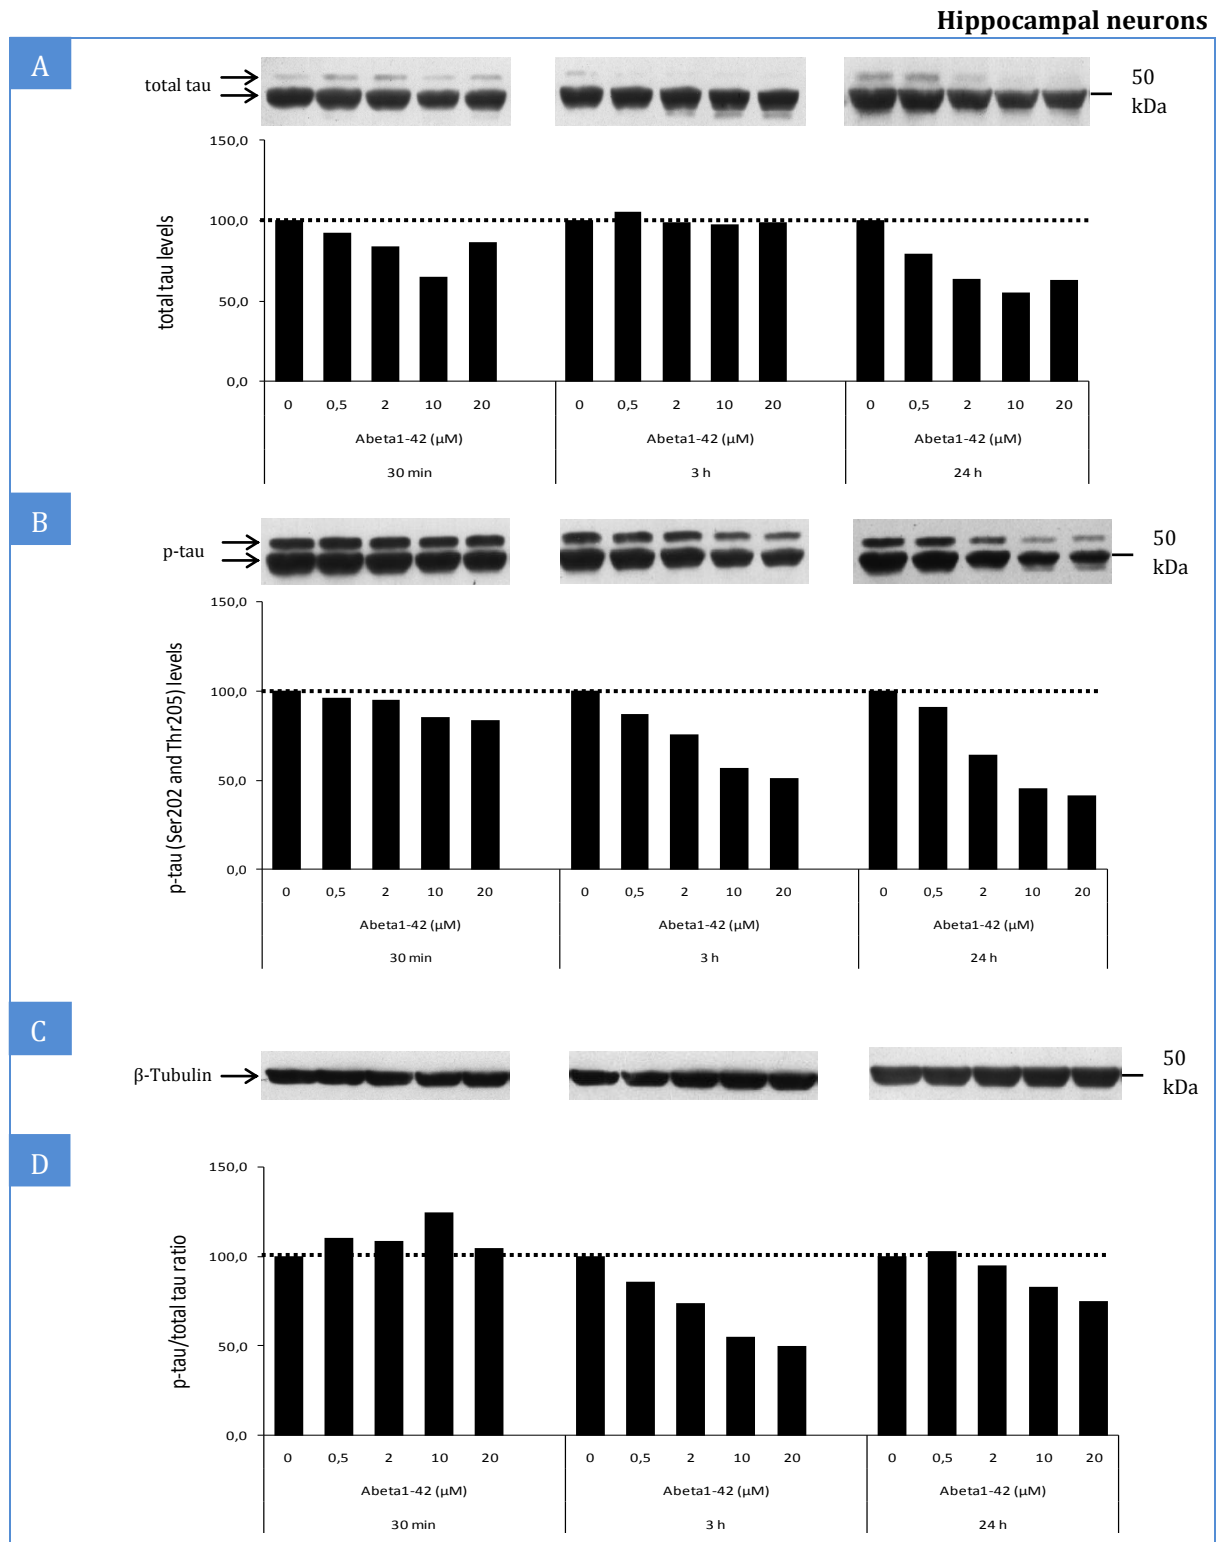 Hippocampal neurons
A
total tau
50
kDa
150,0
100,0
50,0
0,0
total tau levels
0 0,5 2 10 20 0 0,5 2 10 20 0 0,5 2 10 20
Abeta1-42 (µM) Abeta1-42 (µM) Abeta1-42 (µM)
30 min 3 h 24 h
B
p-tau
50
kDa
150,0
100,0
50,0
0,0
p-tau (Ser202 and Thr205) levels
0 0,5 2 10 20 0 0,5 2 10 20 0 0,5 2 10 20
Abeta1-42 (µM) Abeta1-42 (µM) Abeta1-42 (µM)
30 min 3 h 24 h
C
β-Tubulin
50
kDa
D
150,0
100,0
50,0
0,0
p-tau/total tau ratio
0 0,5 2 10 20 0 0,5 2 10 20 0 0,5 2 10 20
Abeta1-42 (µM) Abeta1-42 (µM) Abeta1-42 (µM)
30 min 3 h 24 h